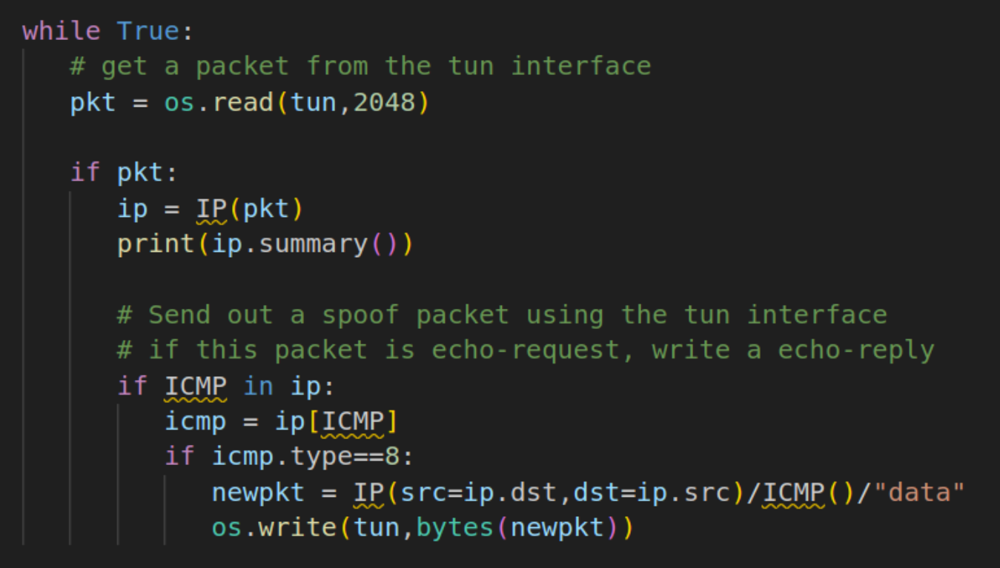 while True:
# get a packet from the tun interface
pkt = os.read(tun,2048)
if pkt:
ip = IP(pkt)
print(ip.summary())
# Send out a spoof packet using the tun interface
# if this packet is echo-request, write a echo-reply
if ICMP in ip:
icmp = ip[ICMP]
if icmp.type==8:
newpkt = IP(src=ip.dst,dst=ip.src)/ICMP()/"data"
os.write(tun,bytes(newpkt))